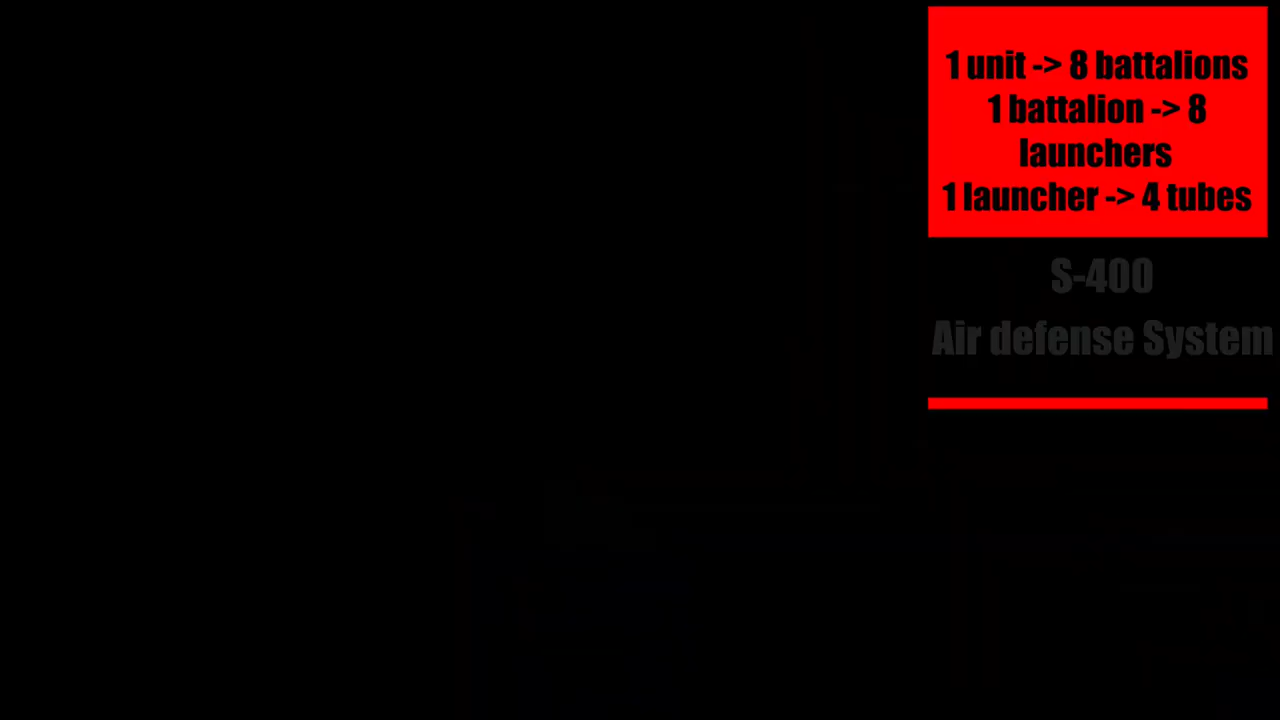 1 unit -> 8 battalions
1 battalion -> 8
launchers
1 launcher -> 4 tubes
S-400
Air defense System